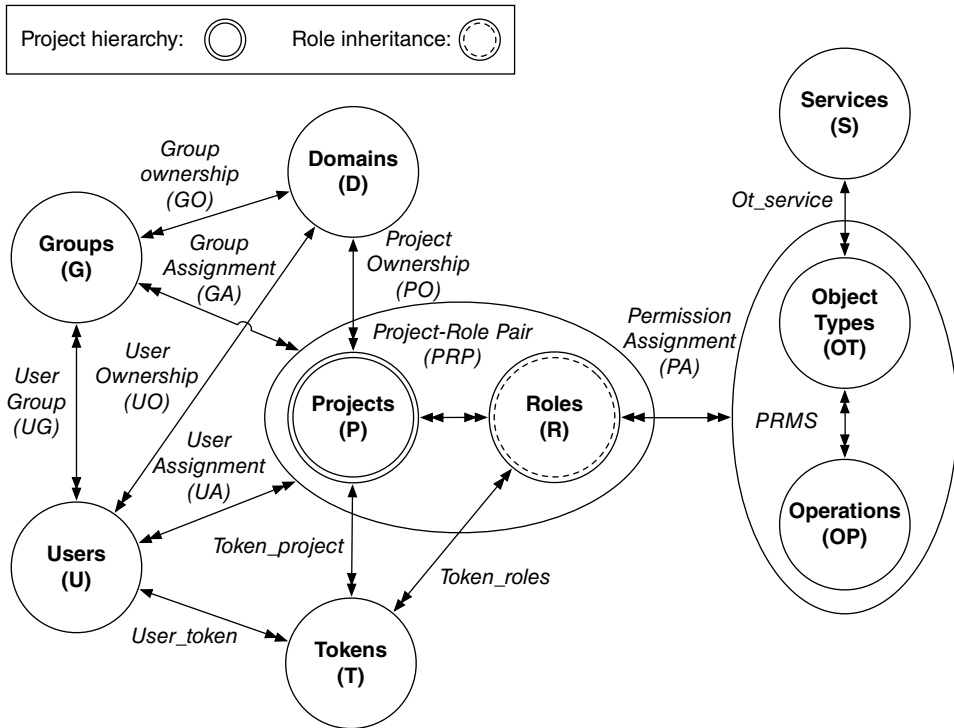 Project hierarchy:
Role inheritance:
Services
(S)
Group
ownership
(GO)
Domains
(D)
Ot_service
Groups
(G)
Group
Assignment
(GA)
Project
Ownership
(PO)
Object
Types
(OT)
Project-Role Pair
(PRP)
Permission
Assignment
(PA)
User
Group
(UG)
User
Ownership
(UO)
Projects
(P)
Roles
(R)
PRMS
User
Assignment
(UA)
Operations
(OP)
Users
(U)
Token_project
Token_roles
User_token
Tokens
(T)